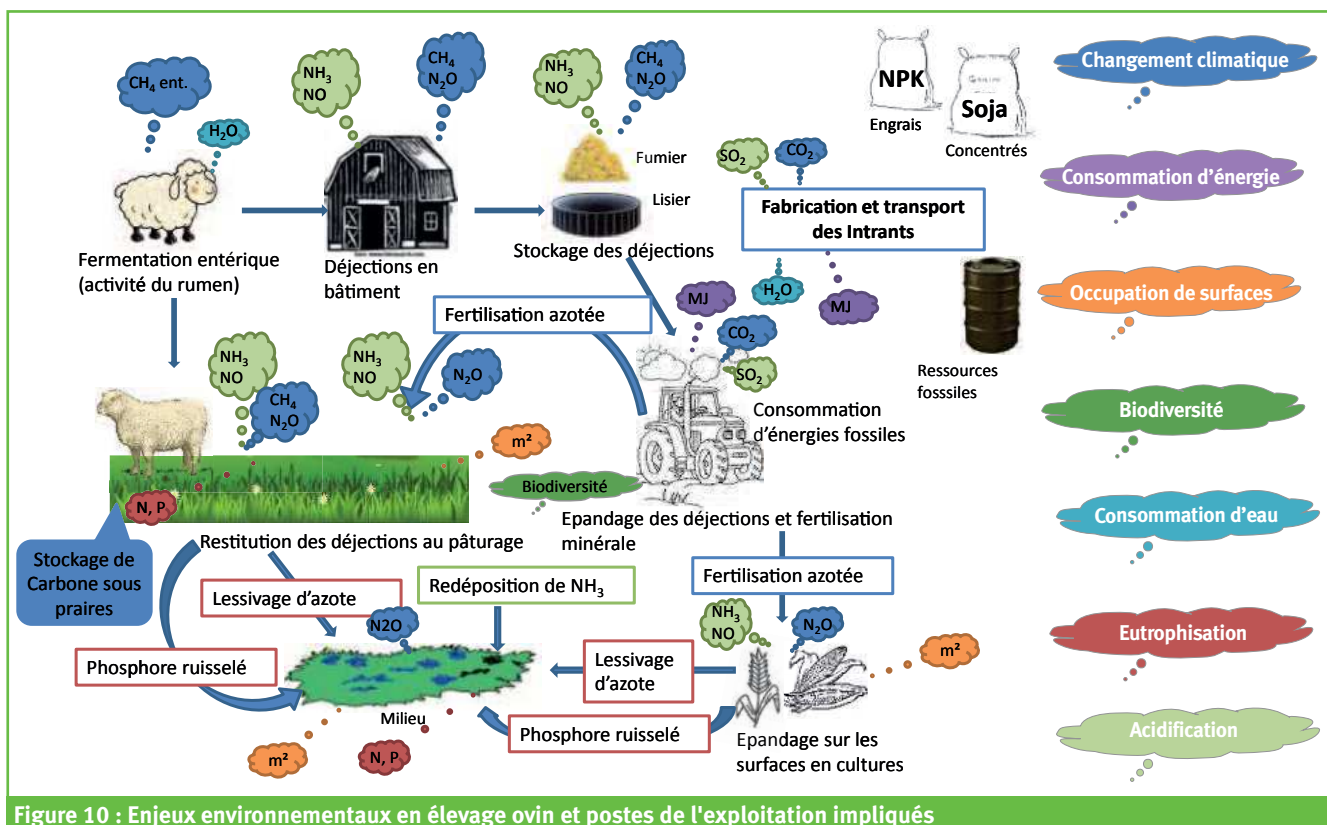 CH₄ ent.
H₂O
NH₃
NO
CH₄
N₂O
NH₃
NO
CH₄
N₂O
Fumier
Lisier
Fermentation entérique
(activité du rumen)
Déjections en
bâtiment
Stockage des déjections
NPK
Engrais
Soja
Concentrés
SO₂
CO₂
Fabrication et transport
des Intrants
H₂O
MJ
MJ
Ressources
fosssiles
Fertilisation azotée
NH₃
NO
CH₄
N₂O
NH₃
NO
N₂O
CO₂
SO₂
Consommation
d'énergies fossiles
m²
Biodiversité
N, P
Stockage de
Carbone sous
praires
Restitution des déjections au pâturage
Epandage des déjections et fertilisation
minérale
Fertilisation azotée
Lessivage d'azote
Redéposition de NH₃
N2O
NH₃
NO
N₂O
m²
Phosphore ruisselé
Lessivage
d'azote
Milieu
Phosphore ruisselé
m²
N, P
Epandage sur les
surfaces en cultures
Changement climatique
Consommation d'énergie
Occupation de surfaces
Biodiversité
Consommation d'eau
Eutrophisation
Acidification
Figure 10 : Enjeux environnementaux en élevage ovin et postes de l'exploitation impliqués